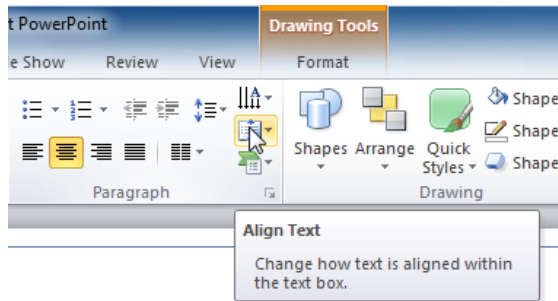 t PowerPoint
Drawing Tools
e Show Review View Format
Shapes Arrange Quick Styles
Shape
Shape
Shape
Paragraph Drawing
Align Text
Change how text is aligned within
the text box.